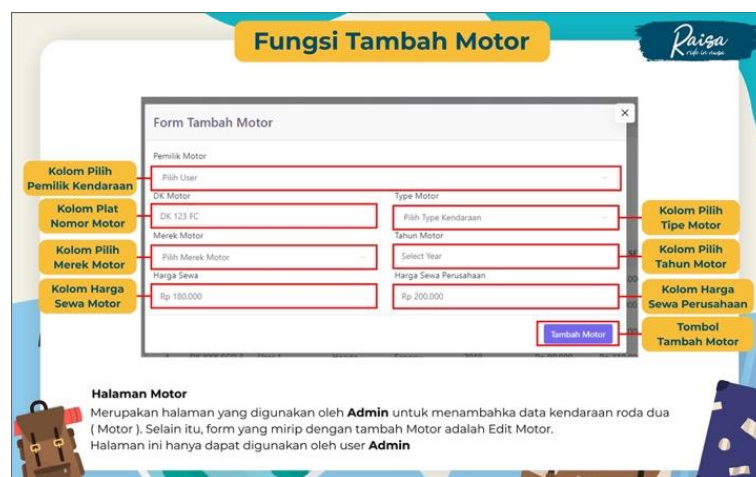 Fungsi Tambah Motor
Raisa
ride in muse
Form Tambah Motor
×
Pemilik Motor
Kolom Pilih
Pemilik Kendaraan
Pilih User
DK Motor
Type Motor
Kolom Plat
Nomor Motor
DK 123 FC
Pilih Type Kendaraan
Kolom Pilih
Tipe Motor
Merek Motor
Tahun Motor
Kolom Pilih
Merek Motor
Pilih Merek Motor
Select Year
Kolom Pilih
Tahun Motor
Harga Sewa
Harga Sewa Perusahaan
Kolom Harga
Sewa Motor
Rp 180.000
Rp 200.000
Kolom Harga
Sewa Perusahaan
Tambah Motor
Tombol
Tambah Motor
Halaman Motor
Merupakan halaman yang digunakan oleh Admin untuk menambahka data kendaraan roda dua
( Motor ). Selain itu, form yang mirip dengan tambah Motor adalah Edit Motor.
Halaman ini hanya dapat digunakan oleh user Admin